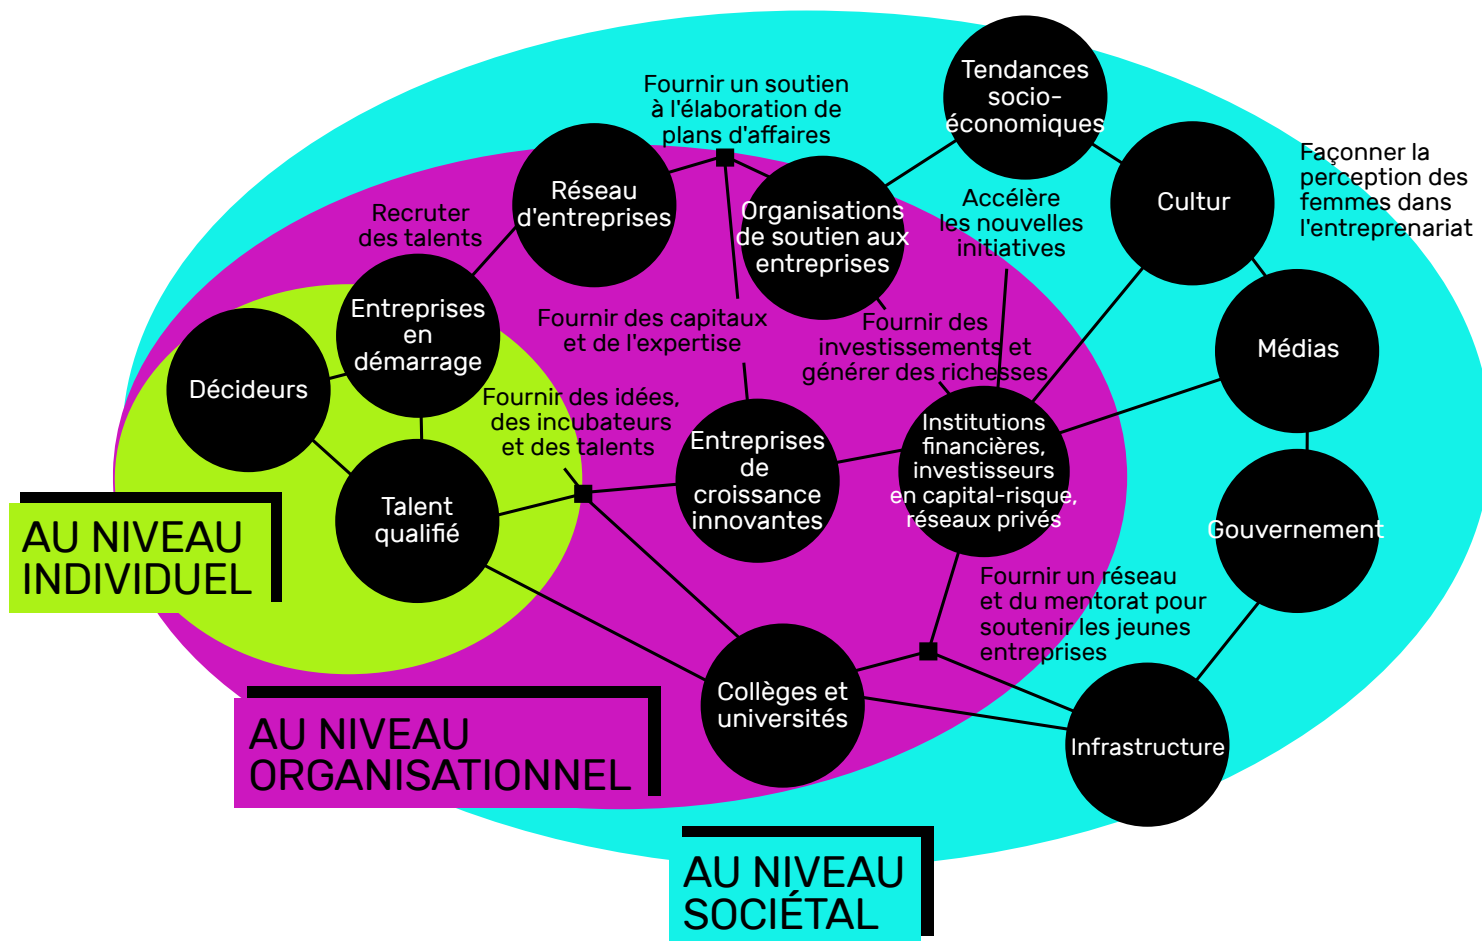 Tendances
socio-
économiques
Fournir un soutien
à l'élaboration de
plans d'affaires
Façonner la
perception des
femmes dans
l'entreprenariat
Réseau
d'entreprises
Organisations
de soutien aux
entreprises
Accélère
les nouvelles
initiatives
Cultur
Recruter
des talents
Entreprises
en
démarrage
Fournir des capitaux
et de l'expertise
Fournir des
investissements et
générer des richesses
Médias
Décideurs
Fournir des idées,
des incubateurs
et des talents
Entreprises
de
croissance
innovantes
Institutions
financières,
investisseurs
en capital-risque,
réseaux privés
Talent
qualifié
Gouvernement
AU NIVEAU
INDIVIDUEL
Fournir un réseau
et du mentorat pour
soutenir les jeunes
entreprises
Collèges et
universités
Infrastructure
AU NIVEAU
ORGANISATIONNEL
AU NIVEAU
SOCIÉTAL